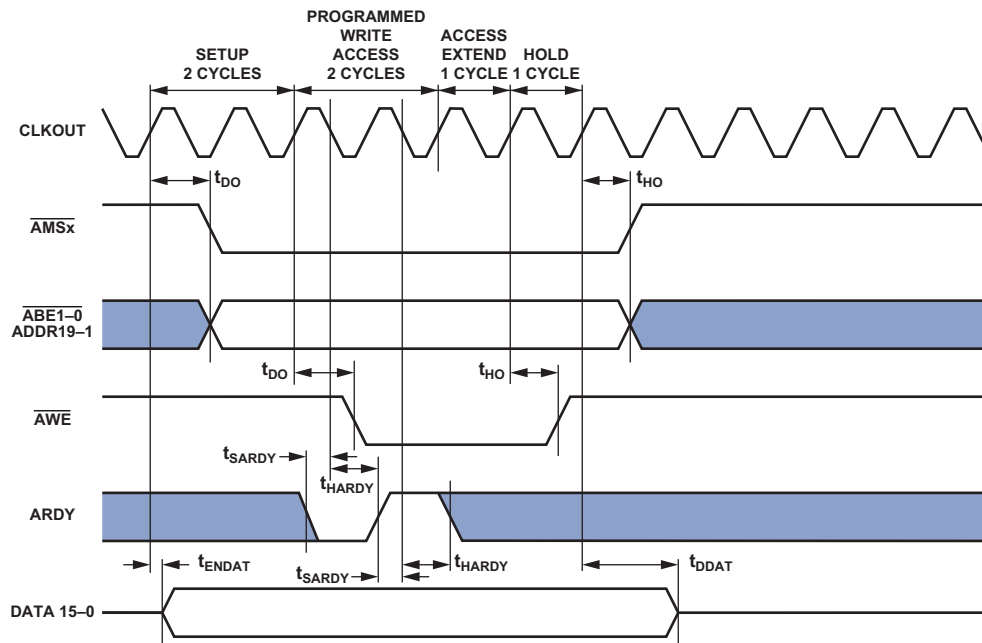 PROGRAMMED
WRITE
ACCESS
2 CYCLES
SETUP
2 CYCLES
ACCESS
EXTEND
1 CYCLE
HOLD
1 CYCLE
CLKOUT
tDO
tHO
AMSx
ABE1–0
ADDR19–1
tDO
tHO
AWE
tSARDY
tHARDY
ARDY
tENDAT
tSARDY
tHARDY
tDDAT
DATA 15–0